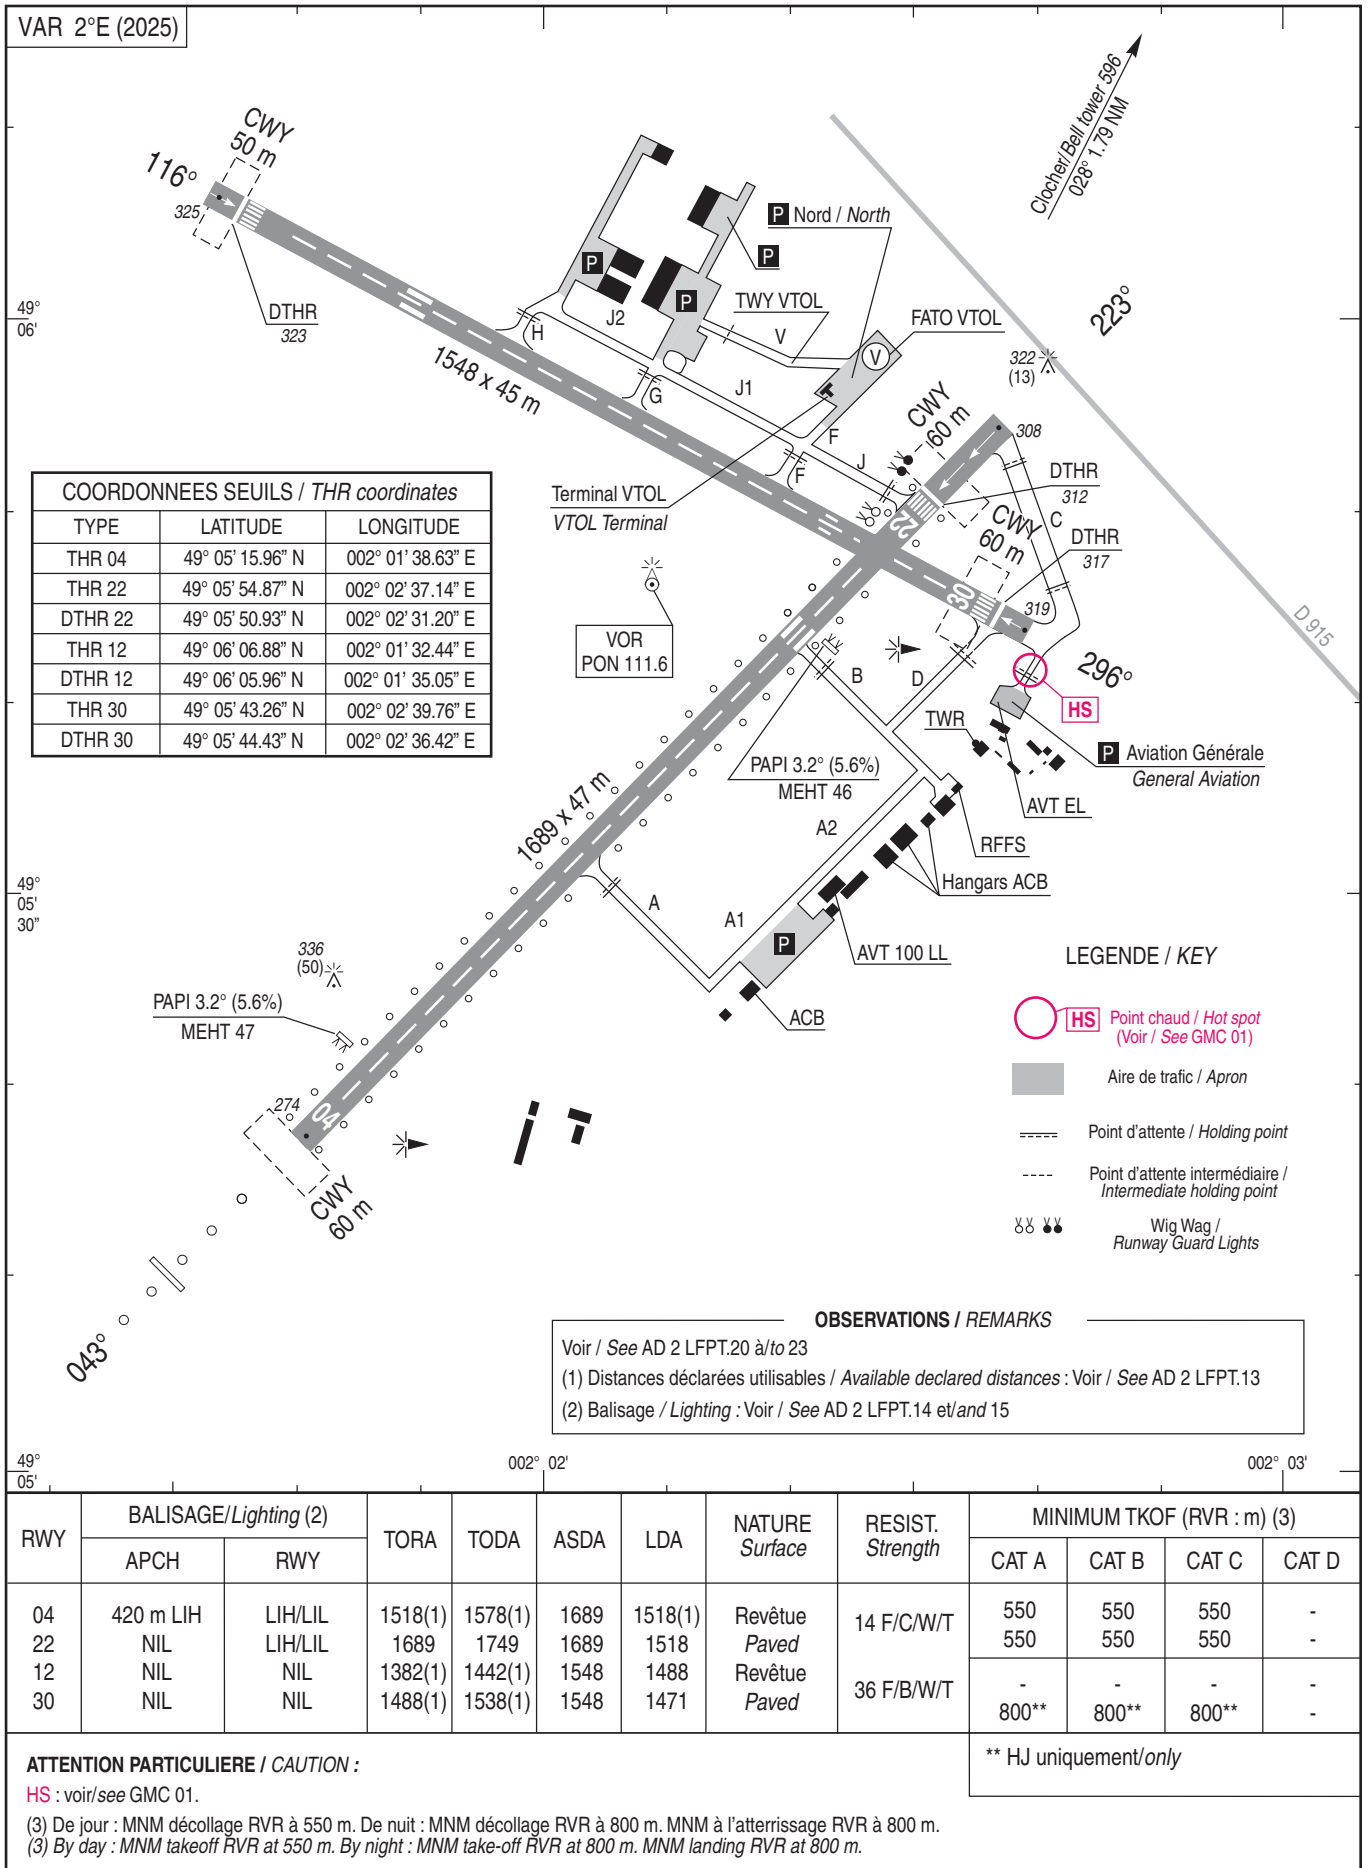 VAR 2°E (2025)
Clocher/Bell tower 596
028° 1.79 NM
CWY
50 m
116°
325
DTHR
323
49°
06'
P Nord / North
P
P
P
TWY VTOL
FATO VTOL
V
V
J2
H
G
J1
F
F
J
1548 x 45 m
223°
322
(13)
CWY
60 m
308
DTHR
312
C
CWY
60 m
DTHR
317
319
22
30
Terminal VTOL
VTOL Terminal
COORDONNEES SEUILS / THR coordinates
TYPE LATITUDE LONGITUDE
THR 04 49° 05' 15.96” N 002° 01' 38.63” E
THR 22 49° 05' 54.87” N 002° 02' 37.14” E
DTHR 22 49° 05' 50.93” N 002° 02' 31.20” E
THR 12 49° 06' 06.88” N 002° 01' 32.44” E
DTHR 12 49° 06' 05.96” N 002° 01' 35.05” E
THR 30 49° 05' 43.26” N 002° 02' 39.76” E
DTHR 30 49° 05' 44.43” N 002° 02' 36.42” E
VOR
PON 111.6
D 915
296°
HS
B
D
TWR
P Aviation Générale
General Aviation
AVT EL
PAPI 3.2° (5.6%)
MEHT 46
RFFS
Hangars ACB
1689 x 47 m
A2
A
A1
P
AVT 100 LL
ACB
49°
05'
30”
336
(50)
PAPI 3.2° (5.6%)
MEHT 47
274
04
CWY
60 m
043°
LEGENDE / KEY
HS Point chaud / Hot spot
(Voir / See GMC 01)
Aire de trafic / Apron
Point d'attente / Holding point
Point d'attente intermédiaire /
Intermediate holding point
Wig Wag /
Runway Guard Lights
OBSERVATIONS / REMARKS
Voir / See AD 2 LFPT.20 à/to 23
(1) Distances déclarées utilisables / Available declared distances : Voir / See AD 2 LFPT.13
(2) Balisage / Lighting : Voir / See AD 2 LFPT.14 et/and 15
49°
05'
002° 02'
002° 03'
RWY BALISAGE/Lighting (2) TORA TODA ASDA LDA NATURE Surface RESIST. Strength MINIMUM TKOF (RVR : m) (3)
APCH RWY CAT A CAT B CAT C CAT D
04 420 m LIH LIH/LIL 1518(1) 1578(1) 1689 1518(1) Revêtue 14 F/C/W/T 550 550 550 -
22 NIL LIH/LIL 1689 1749 1689 1518 Paved 550 550 550 -
12 NIL NIL 1382(1) 1442(1) 1548 1488 Revêtue 36 F/B/W/T - - - -
30 NIL NIL 1488(1) 1538(1) 1548 1471 Paved 800** 800** 800** -
** HJ uniquement/only
ATTENTION PARTICULIERE / CAUTION :
HS : voir/see GMC 01.
(3) De jour : MNM décollage RVR à 550 m. De nuit : MNM décollage RVR à 800 m. MNM à l'atterrissage RVR à 800 m.
(3) By day : MNM takeoff RVR at 550 m. By night : MNM take-off RVR at 800 m. MNM landing RVR at 800 m.